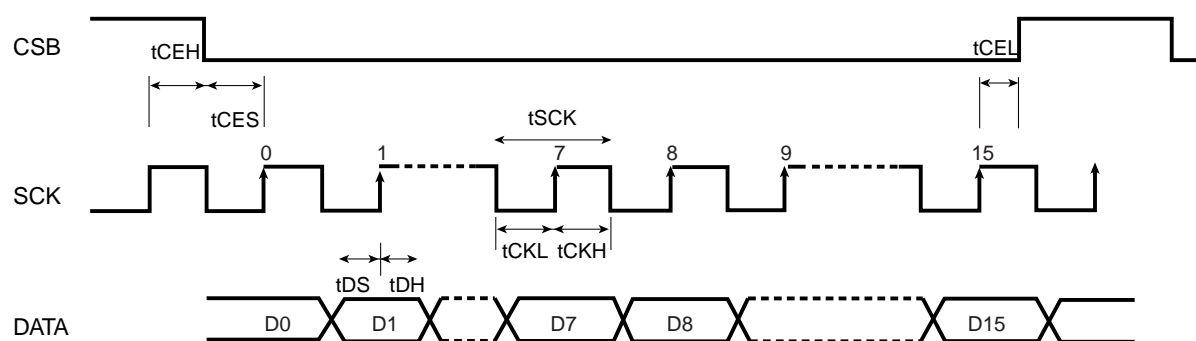 CSB
tCEH
tCEL
tCES
tSCK
0
1
7
8
9
15
SCK
tCKL
tCKH
tDS
tDH
DATA
D0
D1
D7
D8
D15